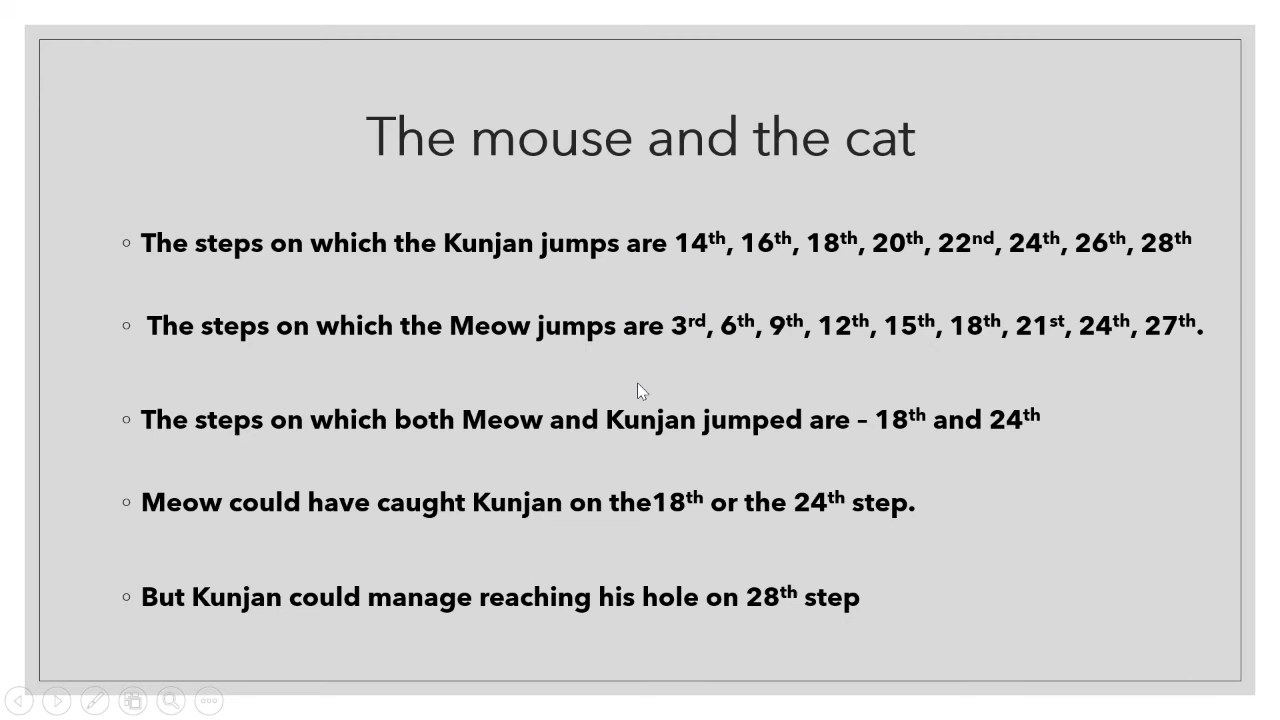 The mouse and the cat
◦ The steps on which the Kunjan jumps are 14th, 16th, 18th, 20th, 22nd, 24th, 26th, 28th
◦ The steps on which the Meow jumps are 3rd, 6th, 9th, 12th, 15th, 18th, 21st, 24th, 27th.
◦ The steps on which both Meow and Kunjan jumped are – 18th and 24th
◦ Meow could have caught Kunjan on the18th or the 24th step.
◦ But Kunjan could manage reaching his hole on 28th step